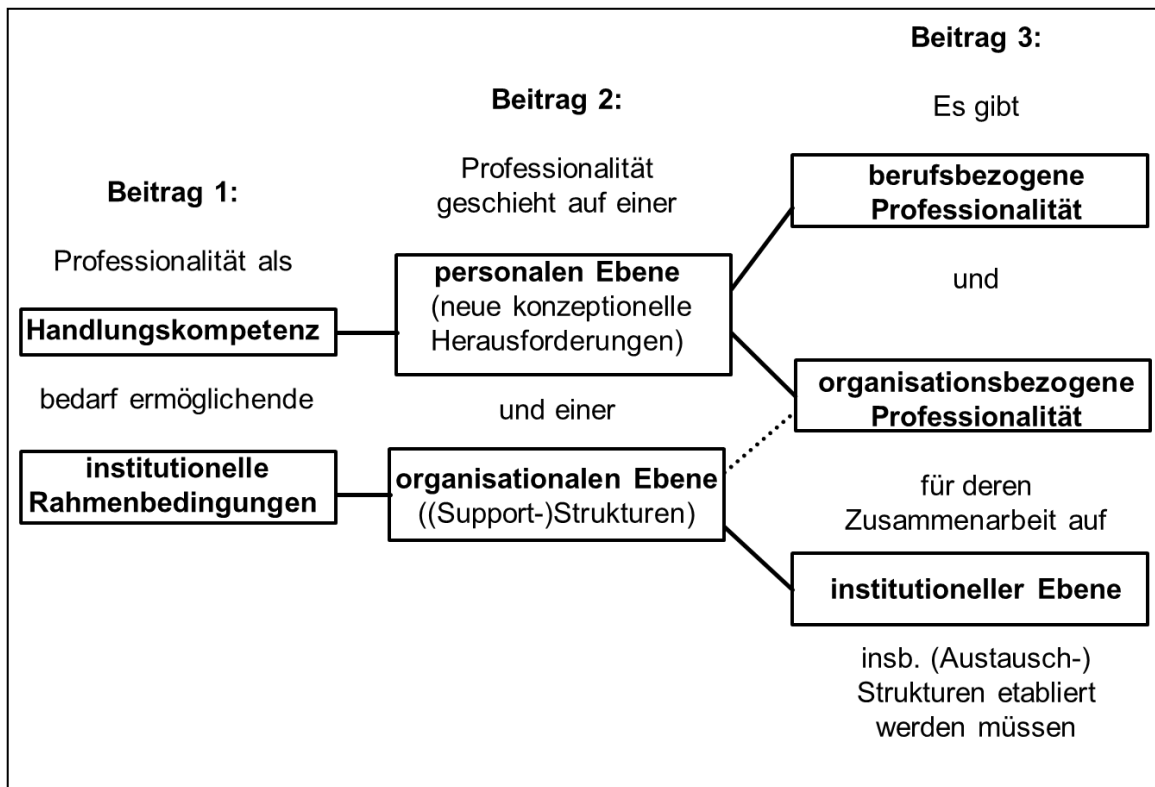 Beitrag 1:
Professionalität als
Handlungskompetenz
bedarf ermöglichende
institutionelle
Rahmenbedingungen
Beitrag 2:
Professionalität
geschieht auf einer
personalen Ebene
(neue konzeptionelle
Herausforderungen)
und einer
organisationalen Ebene
((Support-)Strukturen)
Beitrag 3:
Es gibt
berufsbezogene
Professionalität
und
organisationsbezogene
Professionalität
für deren
Zusammenarbeit auf
institutioneller Ebene
insb. (Austausch-)
Strukturen etabliert
werden müssen